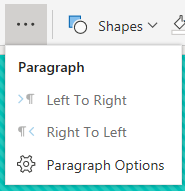 Shapes
Paragraph
Left To Right
Right To Left
Paragraph Options